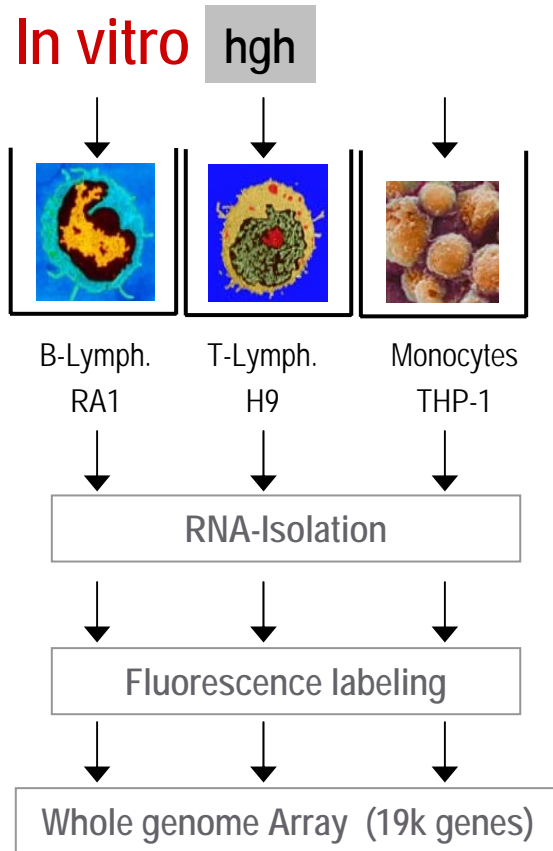 In vitro hgh
B-Lymph. T-Lymph. Monocytes
RA1 H9 THP-1
RNA-Isolation
Fluorescence labeling
Whole genome Array (19k genes)